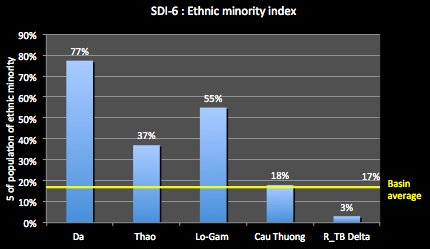 SDI-6 : Ethnic minority index
S of population of ethnic minority
90%
80%
70%
60%
50%
40%
30%
20%
10%
0%
77%
37%
55%
18%
3%
17%
Basin
average
Da
Thao
Lo-Gam
Cau Thuong
R_TB Delta